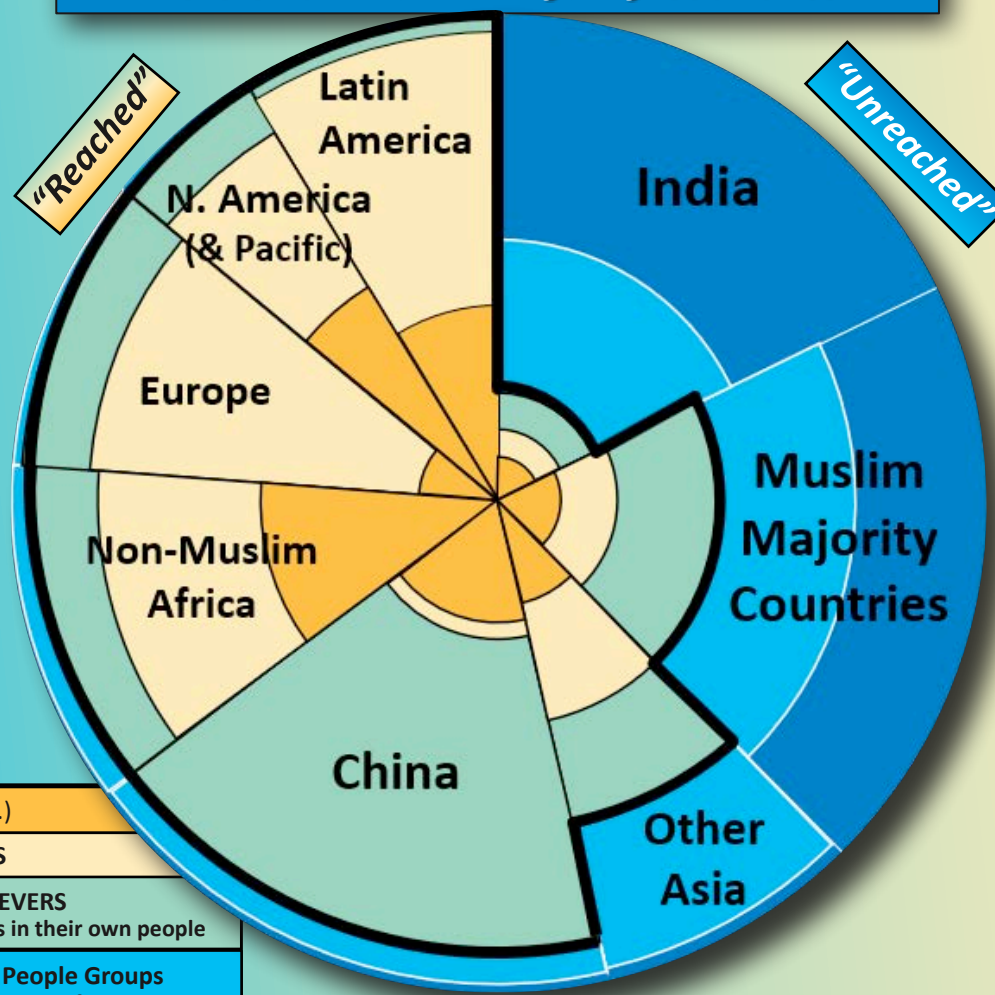 “Reached”
“Unreached”
Latin
America
N. America
(& Pacific)
India
Europe
Muslim
Majority
Countries
Non-Muslim
Africa
China
Other
Asia
in their own people
People Groups